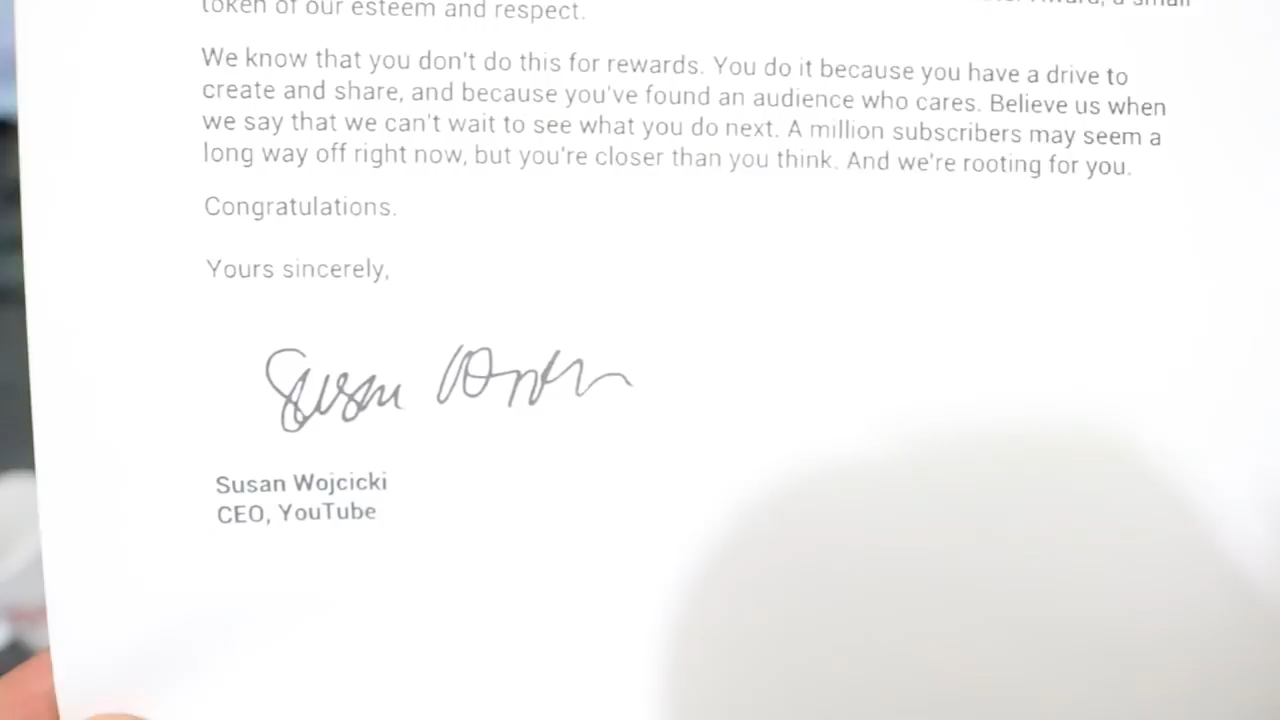 token of our esteem and respect. Award, a small
We know that you don't do this for rewards. You do it because you have a drive to
create and share, and because you've found an audience who cares. Believe us when
we say that we can't wait to see what you do next. A million subscribers may seem a
long way off right now, but you're closer than you think. And we're rooting for you.
Congratulations.
Yours sincerely,
Susan Wojcicki
CEO, YouTube